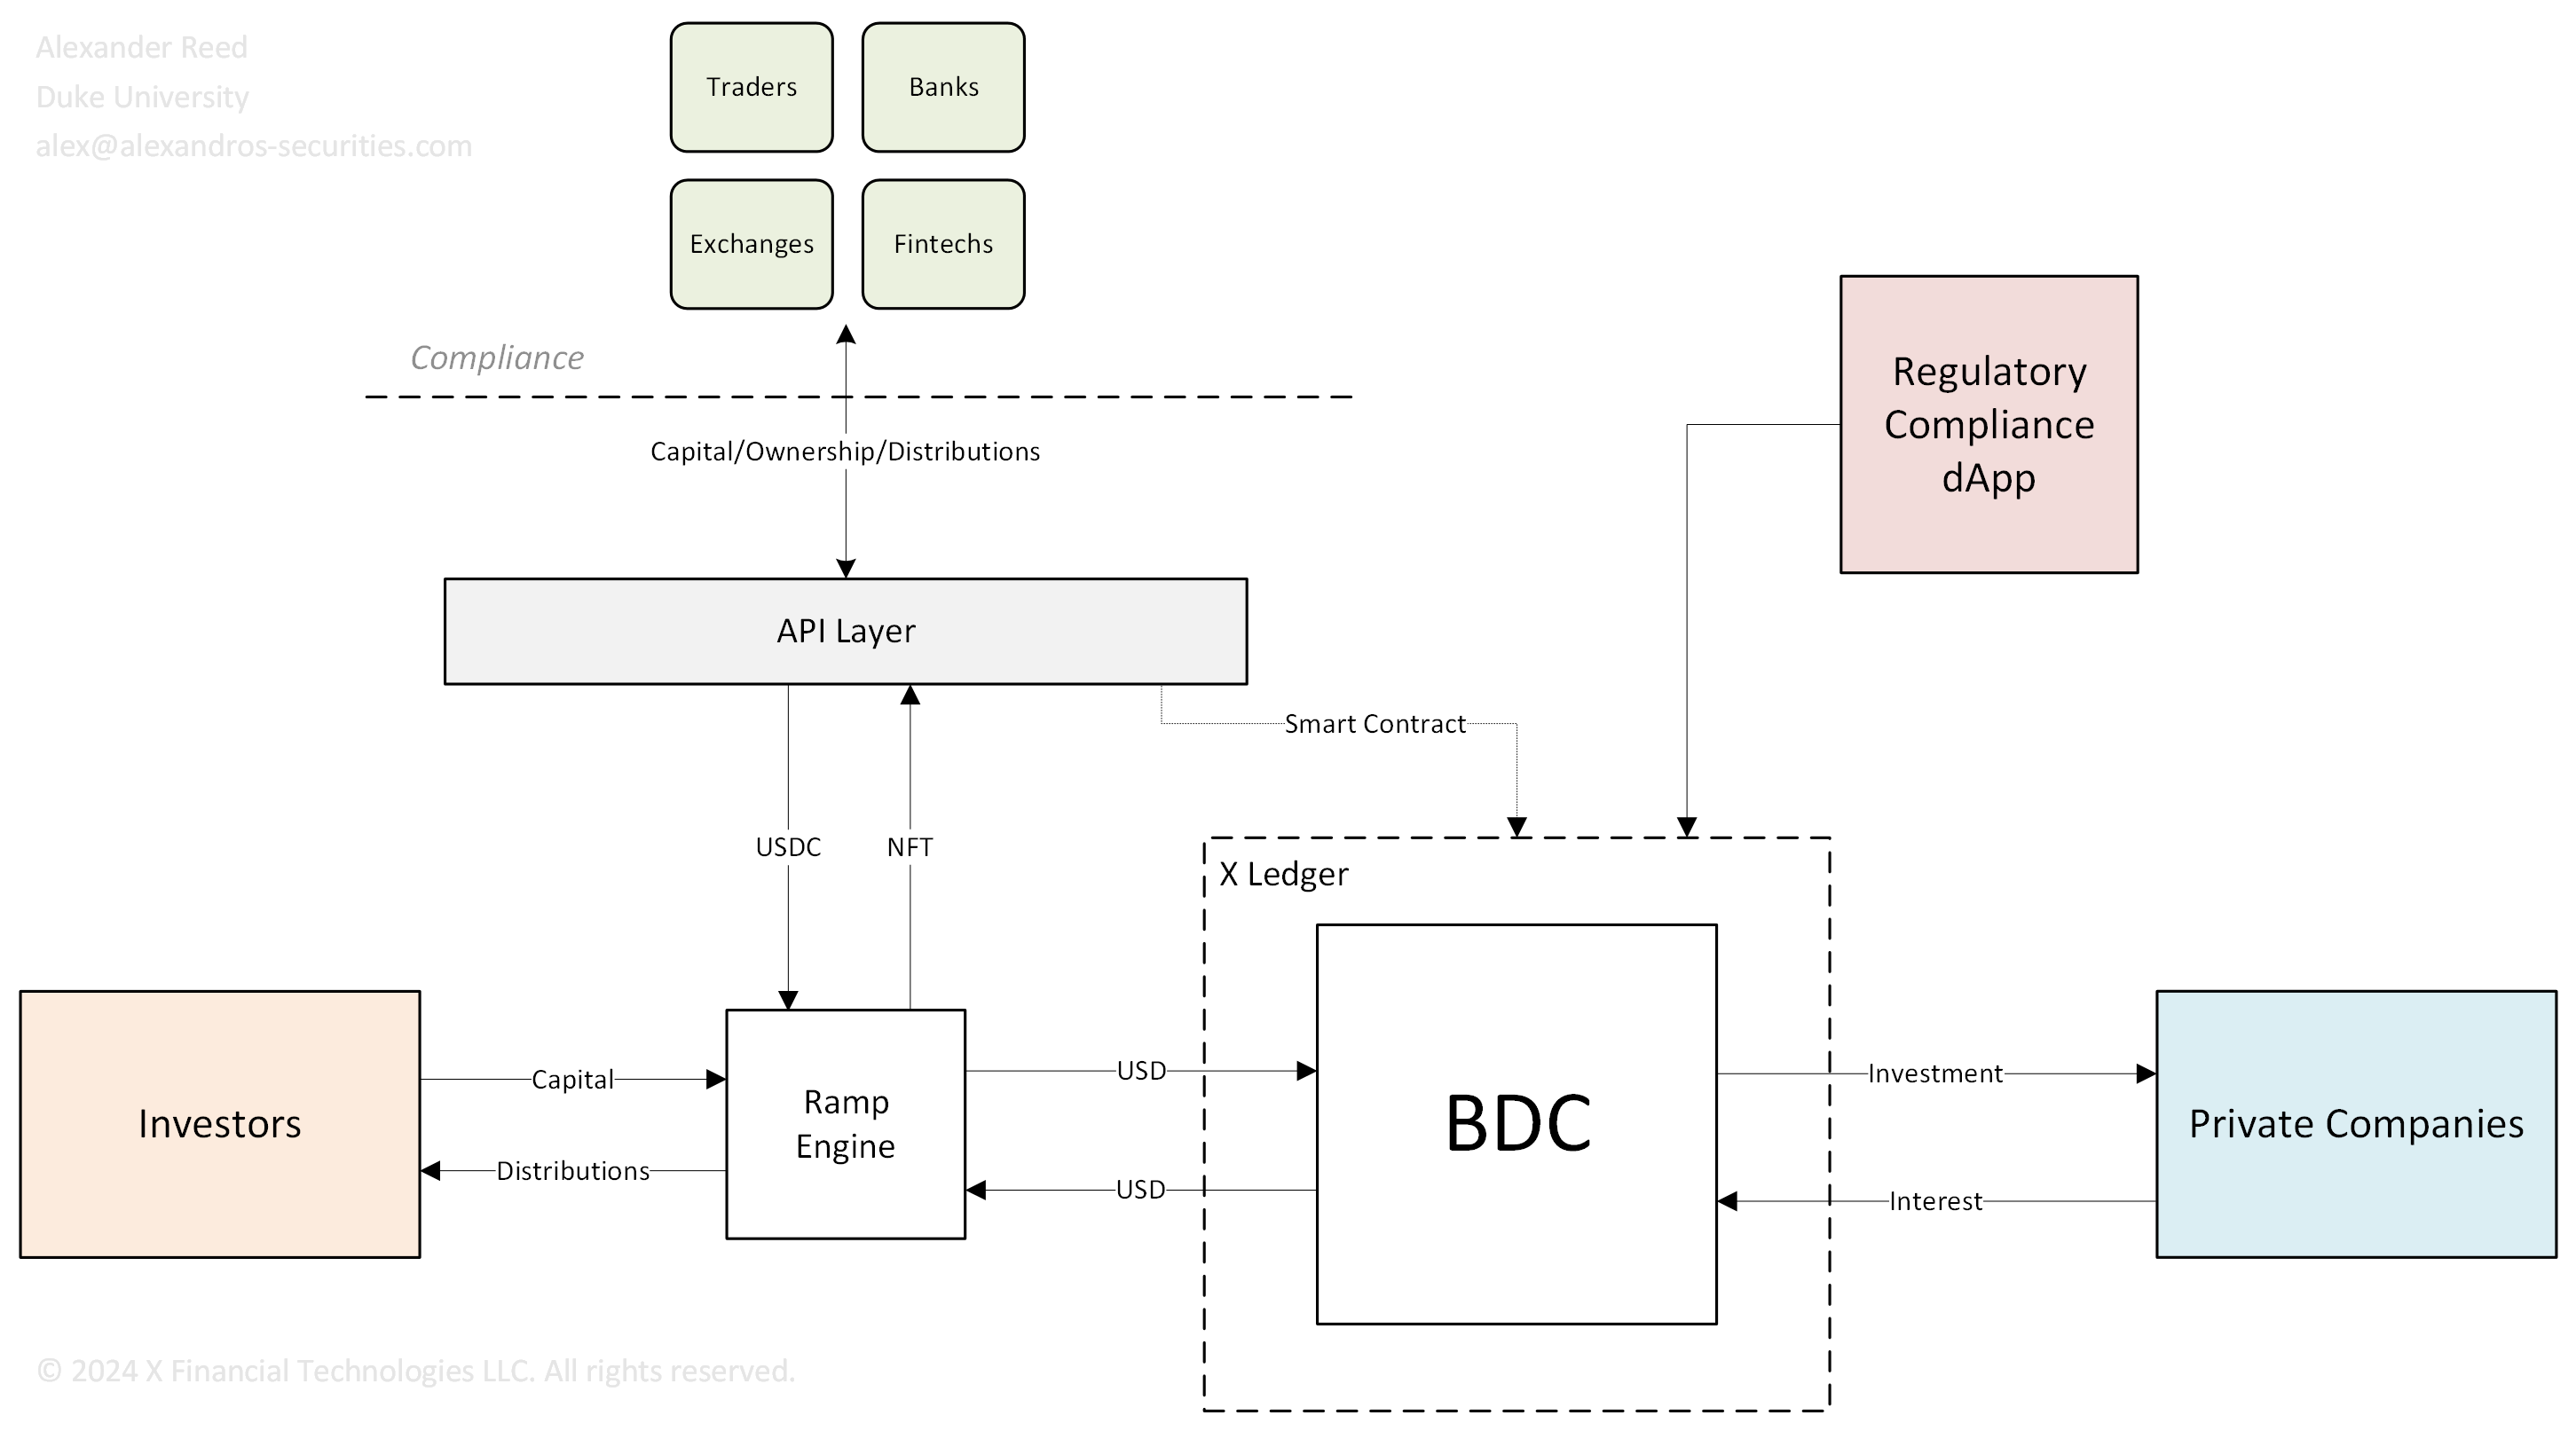 Alexander Reed
Duke University
alex@alexandros-securities.com
Traders
Banks
Exchanges
Fintechs
Compliance
Capital/Ownership/Distributions
Regulatory
Compliance
dApp
API Layer
Smart Contract
USDC
NFT
X Ledger
Investors
Capital
Distributions
Ramp
Engine
USD
USD
BDC
Investment
Interest
Private Companies
© 2024 X Financial Technologies LLC. All rights reserved.